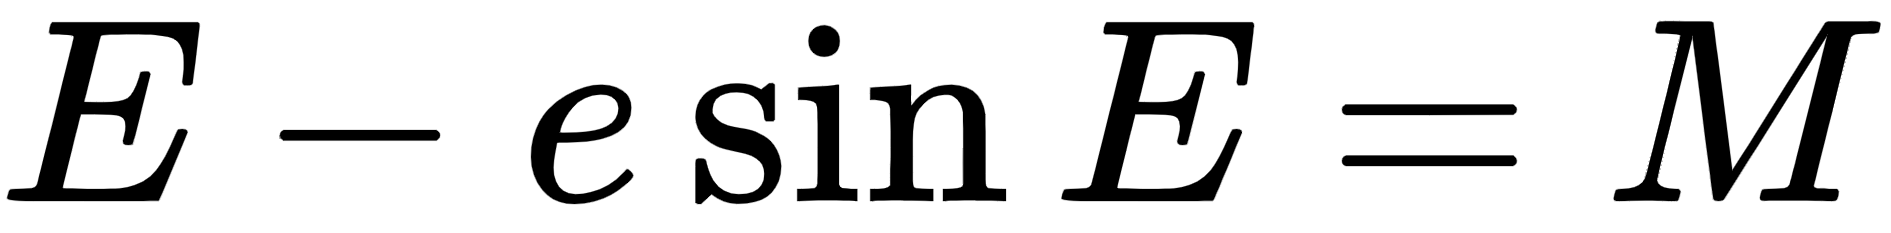 E − e sin E = M